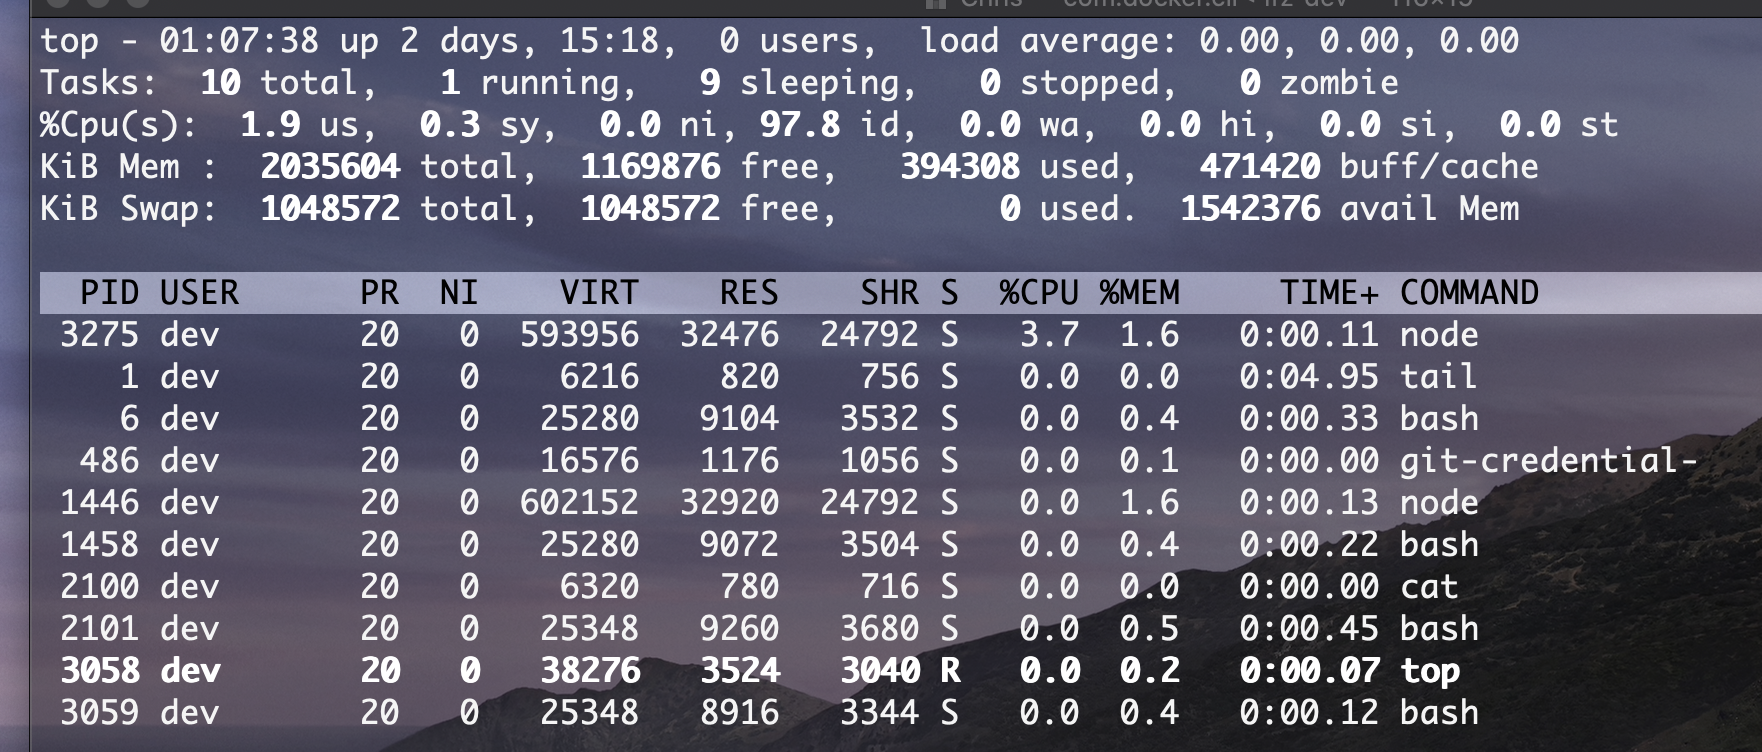 top - 01:07:38 up 2 days, 15:18,  0 users,  load average: 0.00, 0.00, 0.00
Tasks:  10 total,   1 running,   9 sleeping,   0 stopped,   0 zombie
%Cpu(s):  1.9 us,  0.3 sy,  0.0 ni, 97.8 id,  0.0 wa,  0.0 hi,  0.0 si,  0.0 st
KiB Mem :  2035604 total,  1169876 free,   394308 used,   471420 buff/cache
KiB Swap:  1048572 total,  1048572 free,        0 used.  1542376 avail Mem
  PID USER      PR  NI    VIRT    RES    SHR S  %CPU %MEM     TIME+ COMMAND
 3275 dev       20   0  593956  32476  24792 S   3.7  1.6   0:00.11 node
    1 dev       20   0    6216    820    756 S   0.0  0.0   0:04.95 tail
    6 dev       20   0   25280   9104   3532 S   0.0  0.4   0:00.33 bash
  486 dev       20   0   16576   1176   1056 S   0.0  0.1   0:00.00 git-credential-
 1446 dev       20   0  602152  32920  24792 S   0.0  1.6   0:00.13 node
 1458 dev       20   0   25280   9072   3504 S   0.0  0.4   0:00.22 bash
 2100 dev       20   0    6320    780    716 S   0.0  0.0   0:00.00 cat
 2101 dev       20   0   25348   9260   3680 S   0.0  0.5   0:00.45 bash
 3058 dev       20   0   38276   3524   3040 R   0.0  0.2   0:00.07 top
 3059 dev       20   0   25348   8916   3344 S   0.0  0.4   0:00.12 bash